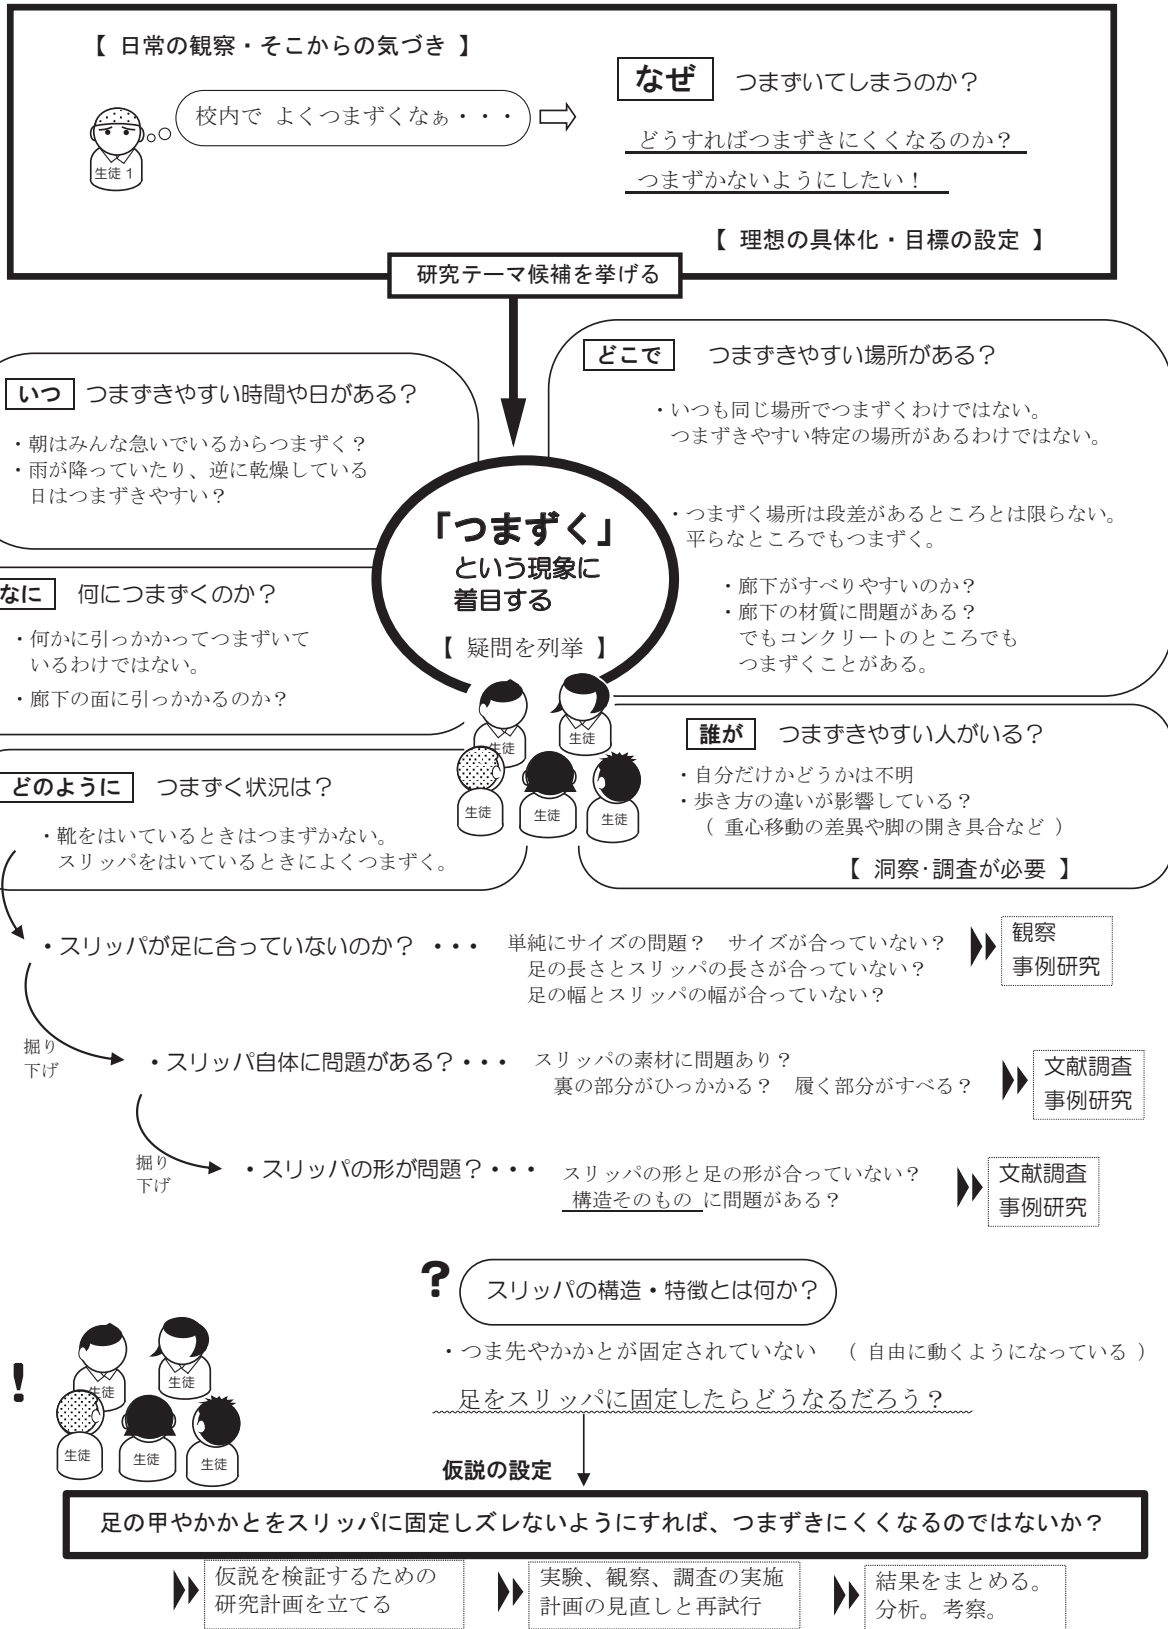 【 日常の観察・そこからの気づき 】
校内で よくつまずくなぁ・・・
生徒 1
なぜ つまずいてしまうのか？
どうすればつまずきにくくなるのか？
つまずかないようにしたい！
【 理想の具体化・目標の設定 】
研究テーマ候補を挙げる
いつ つまずきやすい時間や日がある？
・朝はみんな急いでいるからつまずく？
・雨が降っていたり、逆に乾燥している
日はつまずきやすい？
どこで つまずきやすい場所がある？
・いつも同じ場所でつまずくわけではない。
つまずきやすい特定の場所があるわけではない。
・つまずく場所は段差があるところとは限らない。
平らなところでもつまずく。
・廊下がすべりやすいのか？
・廊下の材質に問題がある？
でもコンクリートのところでも
つまずくことがある。
「つまずく」
という現象に
着目する
【 疑問を列挙 】
なに 何につまずくのか？
・何かに引っかかってつまずいて
いるわけではない。
・廊下の面に引っかかるのか？
生徒
生徒
生徒
生徒
生徒
誰が つまずきやすい人がいる？
・自分だけかどうかは不明
・歩き方の違いが影響している？
（ 重心移動の差異や脚の開き具合など ）
【 洞察･調査が必要 】
どのように つまずく状況は？
・靴をはいているときはつまずかない。
スリッパをはいているときによくつまずく。
・スリッパが足に合っていないのか？ ・・・ 単純にサイズの問題？ サイズが合っていない？
足の長さとスリッパの長さが合っていない？
足の幅とスリッパの幅が合っていない？
観察
事例研究
掘り
下げ
・スリッパ自体に問題がある？・・・ スリッパの素材に問題あり？
裏の部分がひっかかる？ 履く部分がすべる？
文献調査
事例研究
掘り
下げ
・スリッパの形が問題？・・・ スリッパの形と足の形が合っていない？
構造そのもの に問題がある？
文献調査
事例研究
? スリッパの構造・特徴とは何か？
・つま先やかかとが固定されていない （ 自由に動くようになっている ）
足をスリッパに固定したらどうなるだろう？
!
生徒
生徒
生徒
生徒
生徒
仮説の設定
足の甲やかかとをスリッパに固定しズレないようにすれば、つまずきにくくなるのではないか？
仮説を検証するための
研究計画を立てる
実験、観察、調査の実施
計画の見直しと再試行
結果をまとめる。
分析。考察。